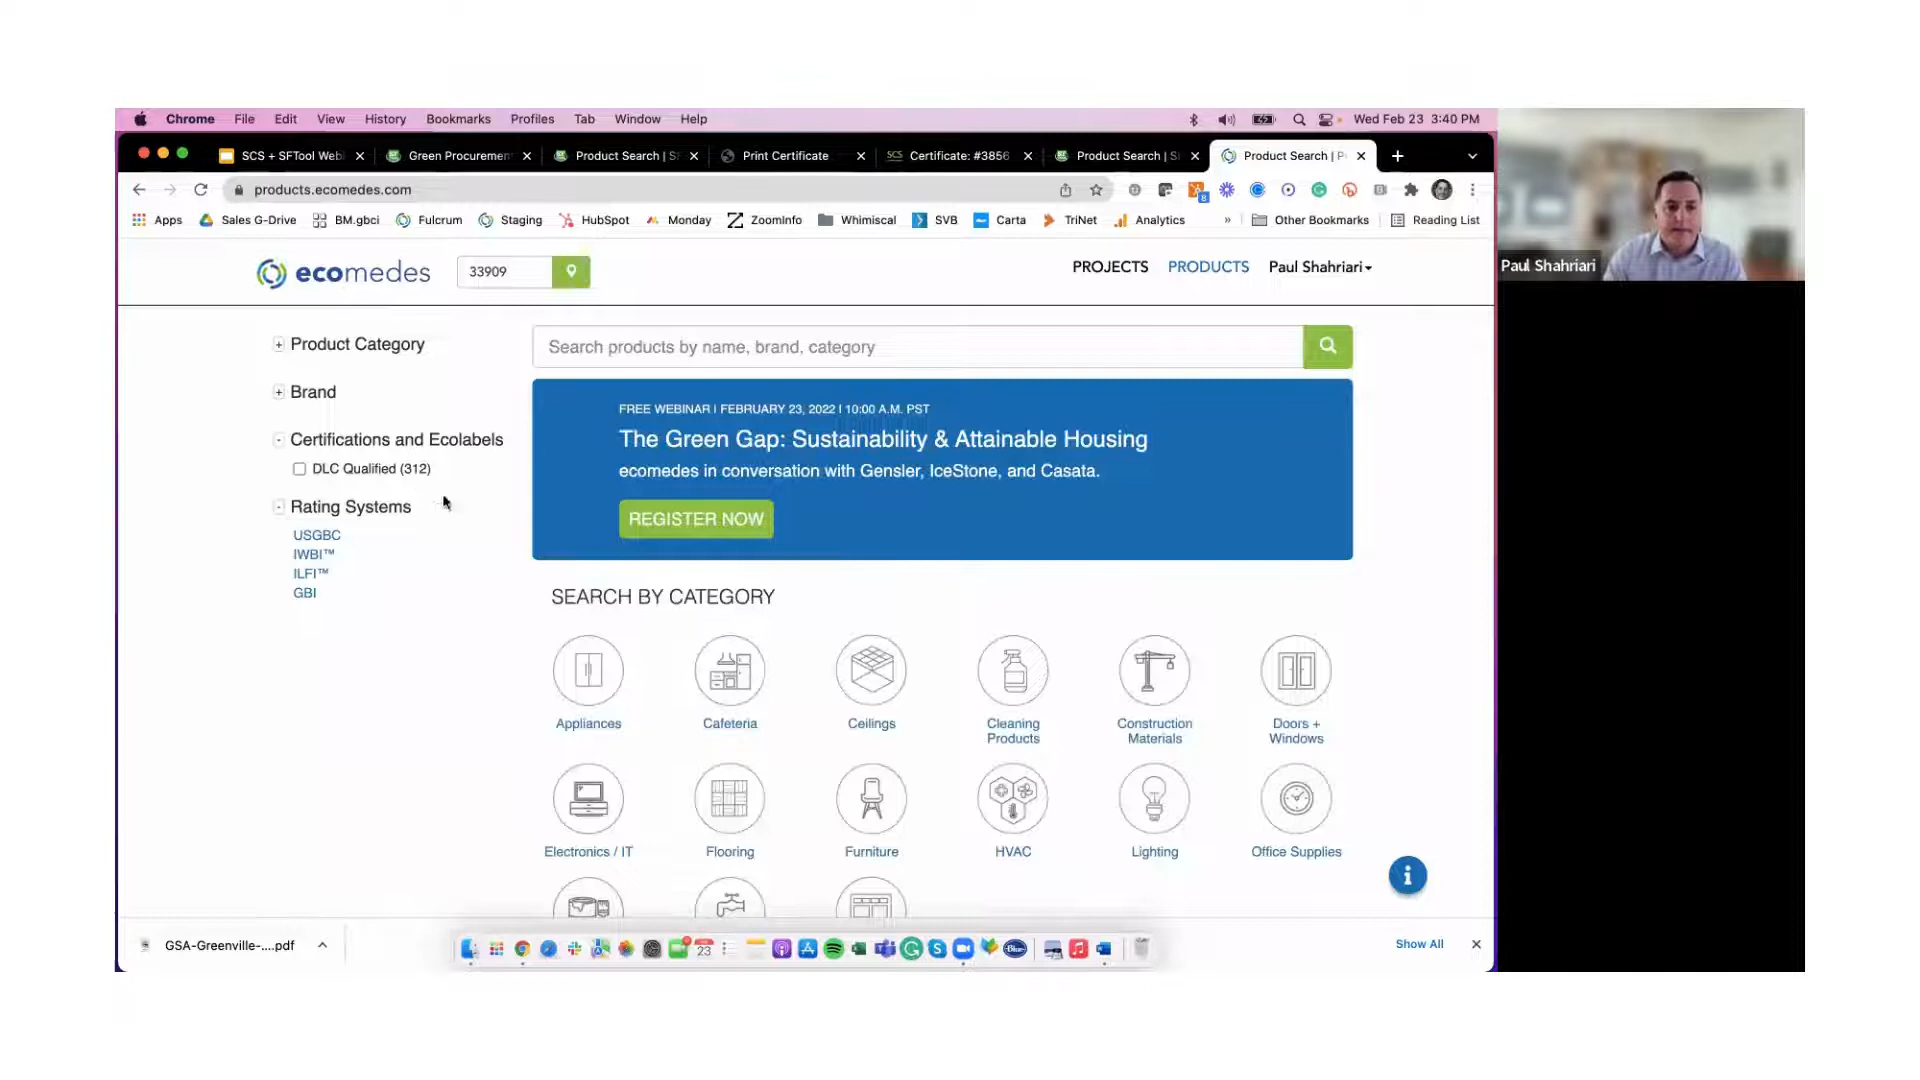 Chrome File Edit View History Bookmarks Profiles Tab Window Help Wed Feb 23 3:40 PM
SCS + SFTool Web Green Procuremen Product Search | S Print Certificate SCS Certificate: #3856 Product Search | S Product Search | P
products.ecomedes.com
Apps Sales G-Drive BM.gbci Fulcrum Staging HubSpot Monday ZoomInfo Whimsical SVB Carta TriNet Analytics » Other Bookmarks Reading List
ecomedes 33909 PROJECTS PRODUCTS Paul Shahriari
Paul Shahriari
Product Category
Search products by name, brand, category
Brand
Certifications and Ecolabels
DLC Qualified (312)
Rating Systems
USGBC
IWBI™
ILFI™
GBI
FREE WEBINAR | FEBRUARY 23, 2022 | 10:00 A.M. PST
The Green Gap: Sustainability & Attainable Housing
ecomedes in conversation with Gensler, IceStone, and Casata.
REGISTER NOW
SEARCH BY CATEGORY
Appliances Cafeteria Ceilings Cleaning Products Construction Materials Doors + Windows
Electronics / IT Flooring Furniture HVAC Lighting Office Supplies
GSA-Greenville-....pdf
23
Show All